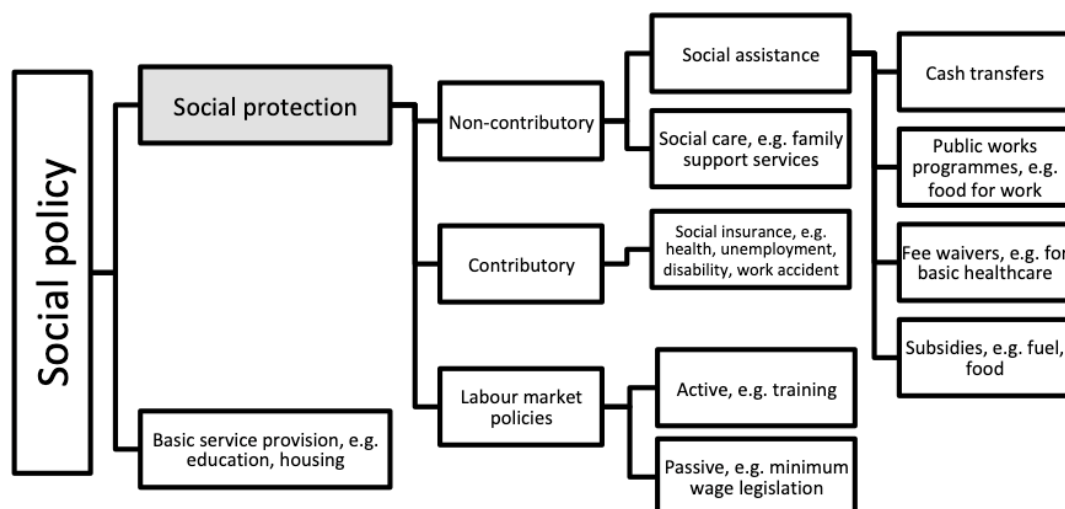 Social policy
Social protection
Basic service provision, e.g.
education, housing
Non-contributory
Contributory
Labour market
policies
Social assistance
Social care, e.g. family
support services
Social insurance, e.g.
health, unemployment,
disability, work accident
Active, e.g. training
Passive, e.g. minimum
wage legislation
Cash transfers
Public works
programmes, e.g.
food for work
Fee waivers, e.g. for
basic healthcare
Subsidies, e.g. fuel,
food